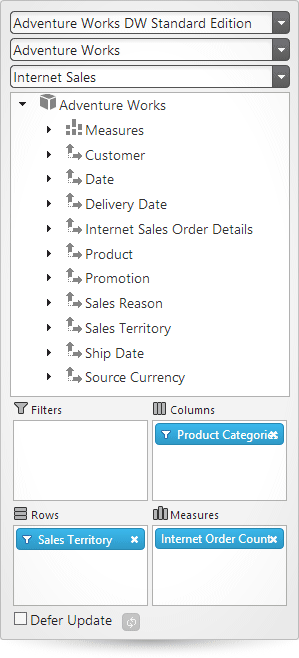 Adventure Works DW Standard Edition
Adventure Works
Internet Sales
Adventure Works
Measures
Customer
Date
Delivery Date
Internet Sales Order Details
Product
Promotion
Sales Reason
Sales Territory
Ship Date
Source Currency
Filters
Columns
Product Categories
Rows
Measures
Sales Territory
Internet Order Count
Defer Update